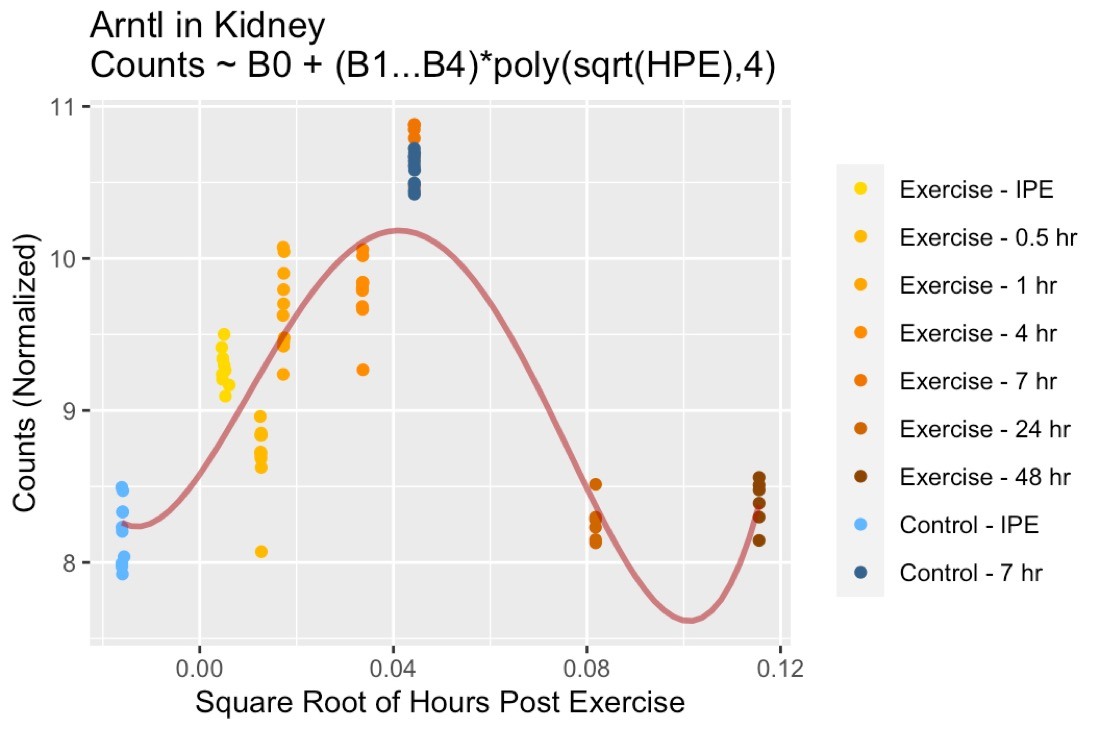 Arntl in Kidney
Counts ~ B0 + (B1...B4)*poly(sqrt(HPE),4)
Counts (Normalized)
11
10
9
8
0.00
0.04
0.08
0.12
Square Root of Hours Post Exercise
Exercise - IPE
Exercise - 0.5 hr
Exercise - 1 hr
Exercise - 4 hr
Exercise - 7 hr
Exercise - 24 hr
Exercise - 48 hr
Control - IPE
Control - 7 hr